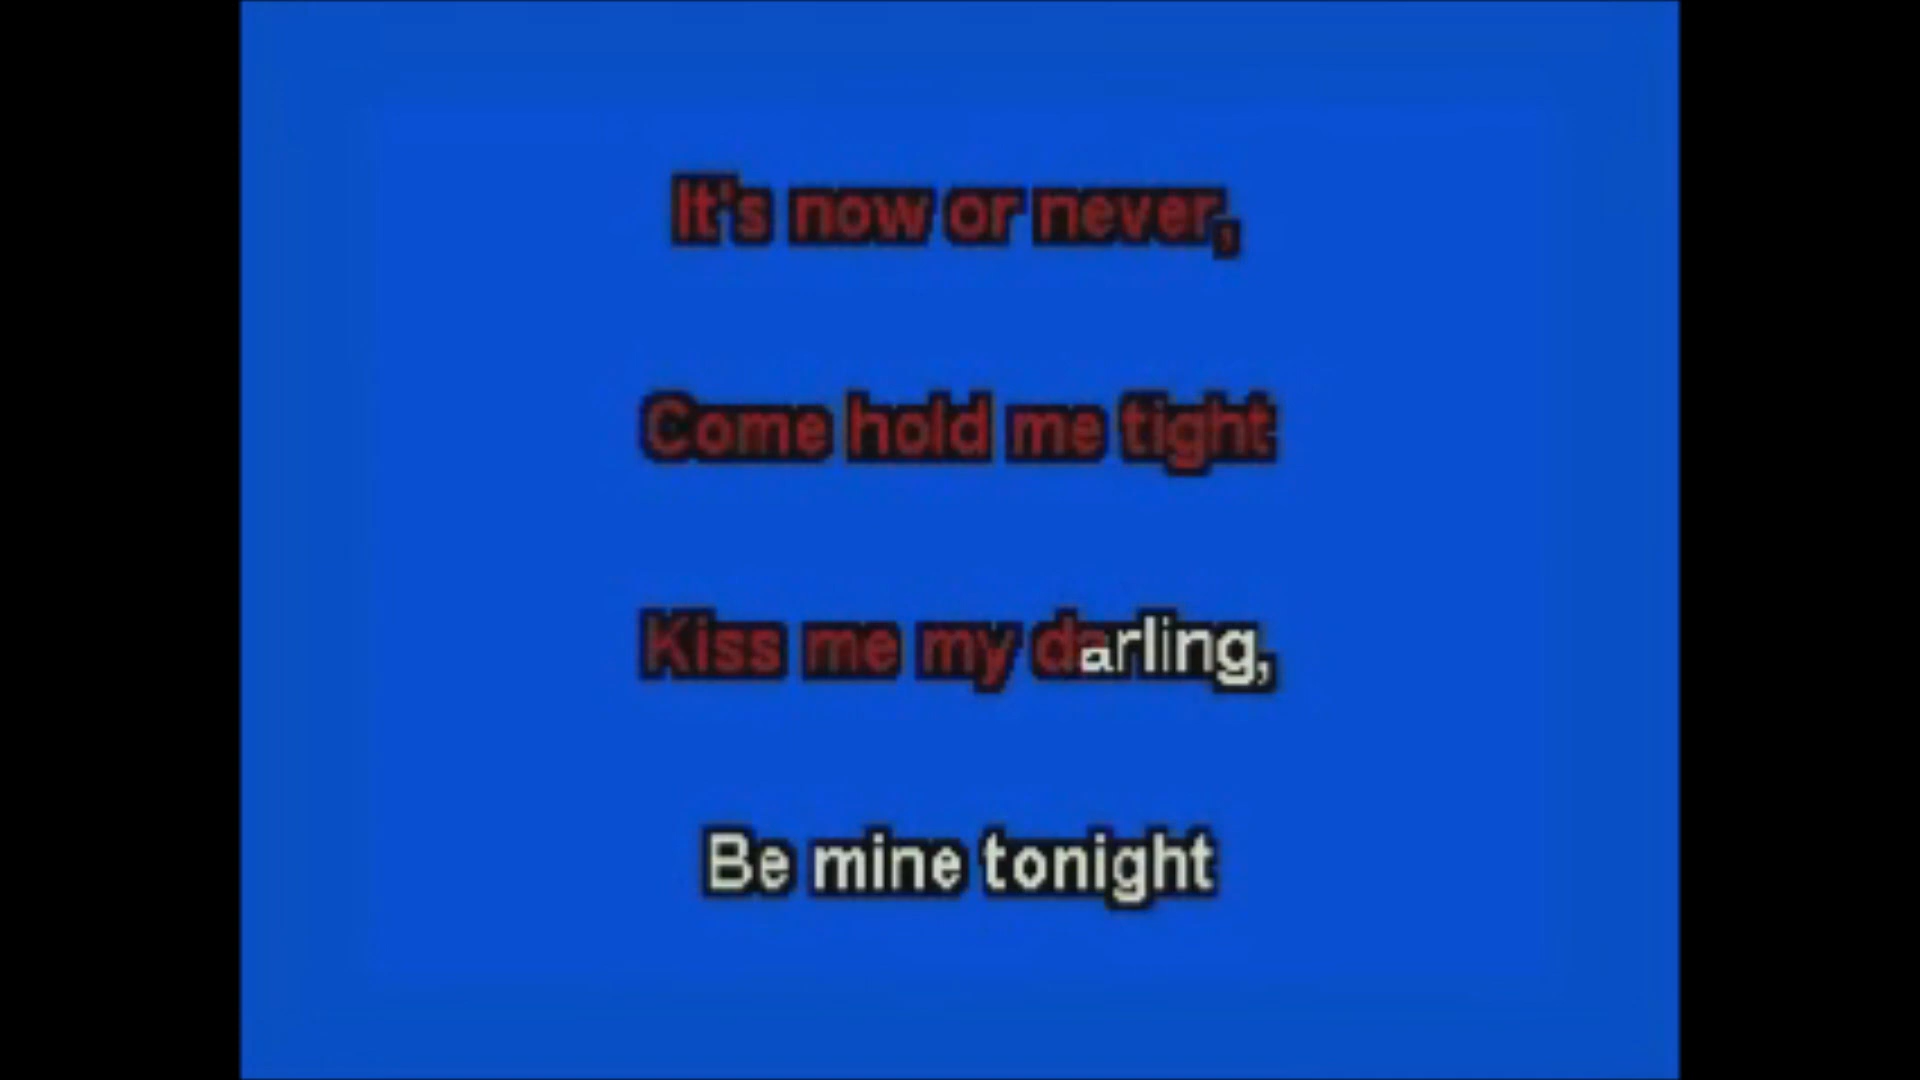 It's now or never,
Come hold me tight
Kiss me my darling,
Be mine tonight